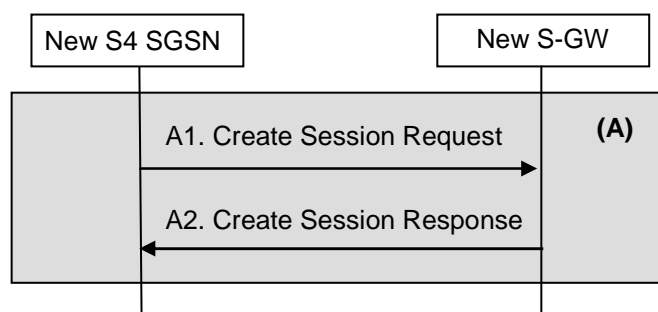 New S4 SGSN
New S-GW
(A)
A1. Create Session Request
A2. Create Session Response